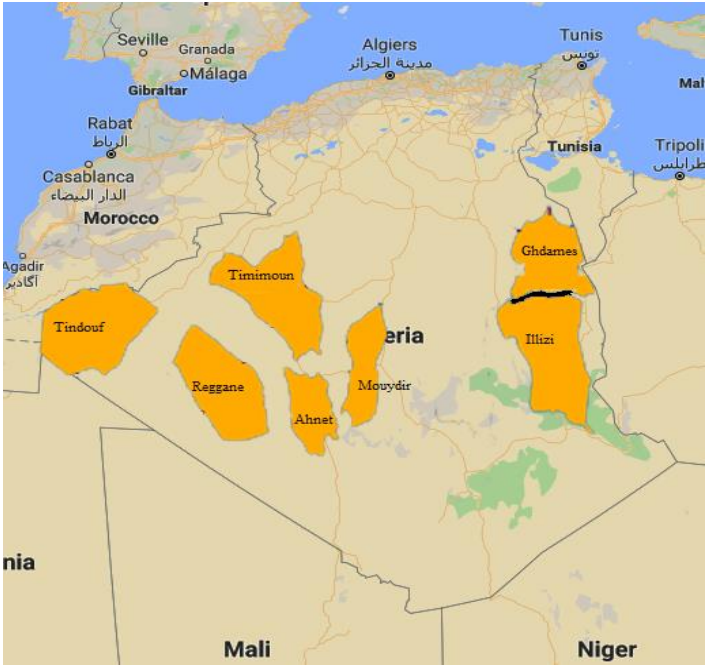 Seville
Granada
Málaga
Gibraltar
Algiers
مدينة الجزائر
Tunis
تونس
Mal
Rabat
الرباط
Casablanca
الدار البيضاء
Morocco
Tunisia
Tripoli
طرابلس
Agadir
أكادير
Ghdames
Timimoun
Tindouf
eria
Illizi
Reggane
Mouydir
Ahnet
nia
Mali
Niger